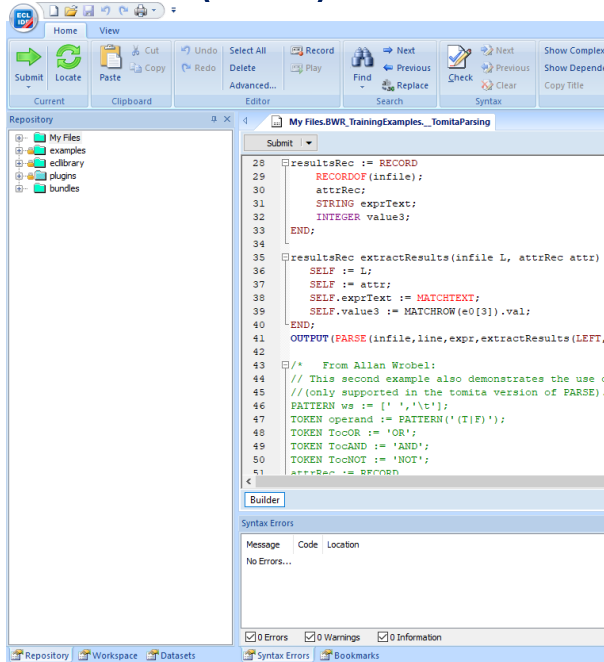 ECL
IDE
Home View
Submit Locate
Current
Paste Cut
Copy
Clipboard
Undo Select All Record
Redo Delete Play
Advanced...
Editor
Find Next
Previous
Replace
Search
Check Next
Previous
Clear
Syntax
Show Complex
Show Depende
Copy Title
Repository
My Files
examples
ecllibrary
plugins
bundles
My Files.BWR_TrainingExamples.__TomitaParsing
Submit
28 resultsRec := RECORD
29 RECORDOF(infile);
30 attrRec;
31 STRING exprText;
32 INTEGER value3;
33 END;
34
35 resultsRec extractResults(infile L, attrRec attr)
36 SELF := L;
37 SELF := attr;
38 SELF.exprText := MATCHTEXT;
39 SELF.value3 := MATCHROW(e0[3]).val;
40 END;
41 OUTPUT(PARSE(infile,line,expr,extractResults(LEFT,
42
43 /* From Allan Wrobel:
44 // This second example also demonstrates the use o
45 //(only supported in the tomita version of PARSE).
46 PATTERN ws := [' ','\t'];
47 TOKEN operand := PATTERN('(T|F)');
48 TOKEN TocOR := 'OR';
49 TOKEN TocAND := 'AND';
50 TOKEN TocNOT := 'NOT';
51 attrRec := RECORD
Builder
Syntax Errors
Message Code Location
No Errors...
0 Errors 0 Warnings 0 Information
Repository Workspace Datasets
Syntax Errors Bookmarks